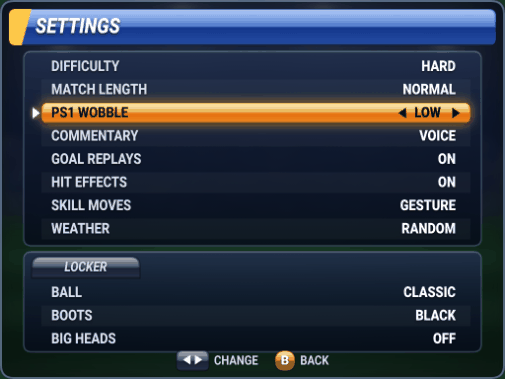 SETTINGS
DIFFICULTY HARD
MATCH LENGTH NORMAL
PS1 WOBBLE LOW
COMMENTARY VOICE
GOAL REPLAYS ON
HIT EFFECTS ON
SKILL MOVES GESTURE
WEATHER RANDOM
LOCKER
BALL CLASSIC
BOOTS BLACK
BIG HEADS OFF
CHANGE B BACK